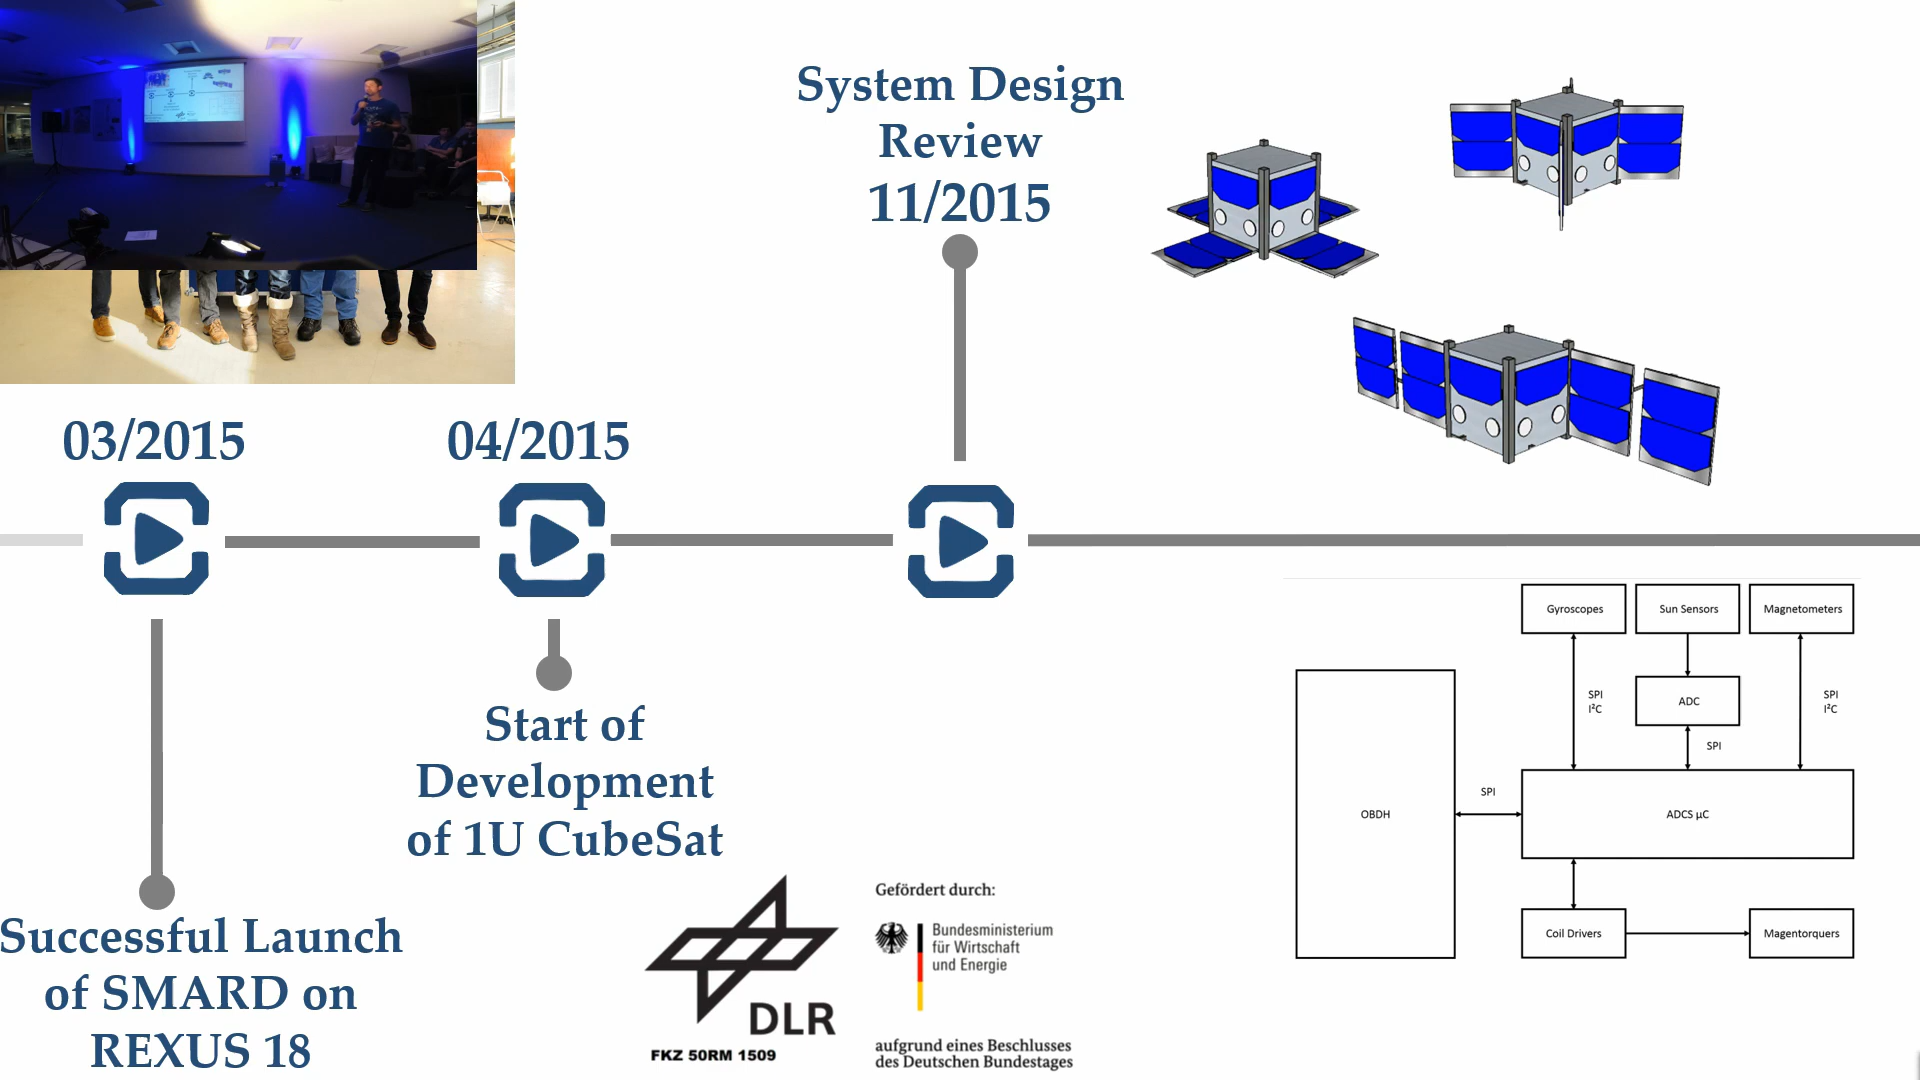 System Design
Review
11/2015
03/2015
04/2015
Start of
Development
of 1U CubeSat
Successful Launch
of SMARD on
REXUS 18
DLR
FKZ 50RM 1509
Gefördert durch:
Bundesministerium
für Wirtschaft
und Energie
aufgrund eines Beschlusses
des Deutschen Bundestages
Gyroscopes
Sun Sensors
Magnetometers
SPI
I²C
ADC
SPI
I²C
SPI
OBDH
SPI
ADCS µC
Coil Drivers
Magentorquers